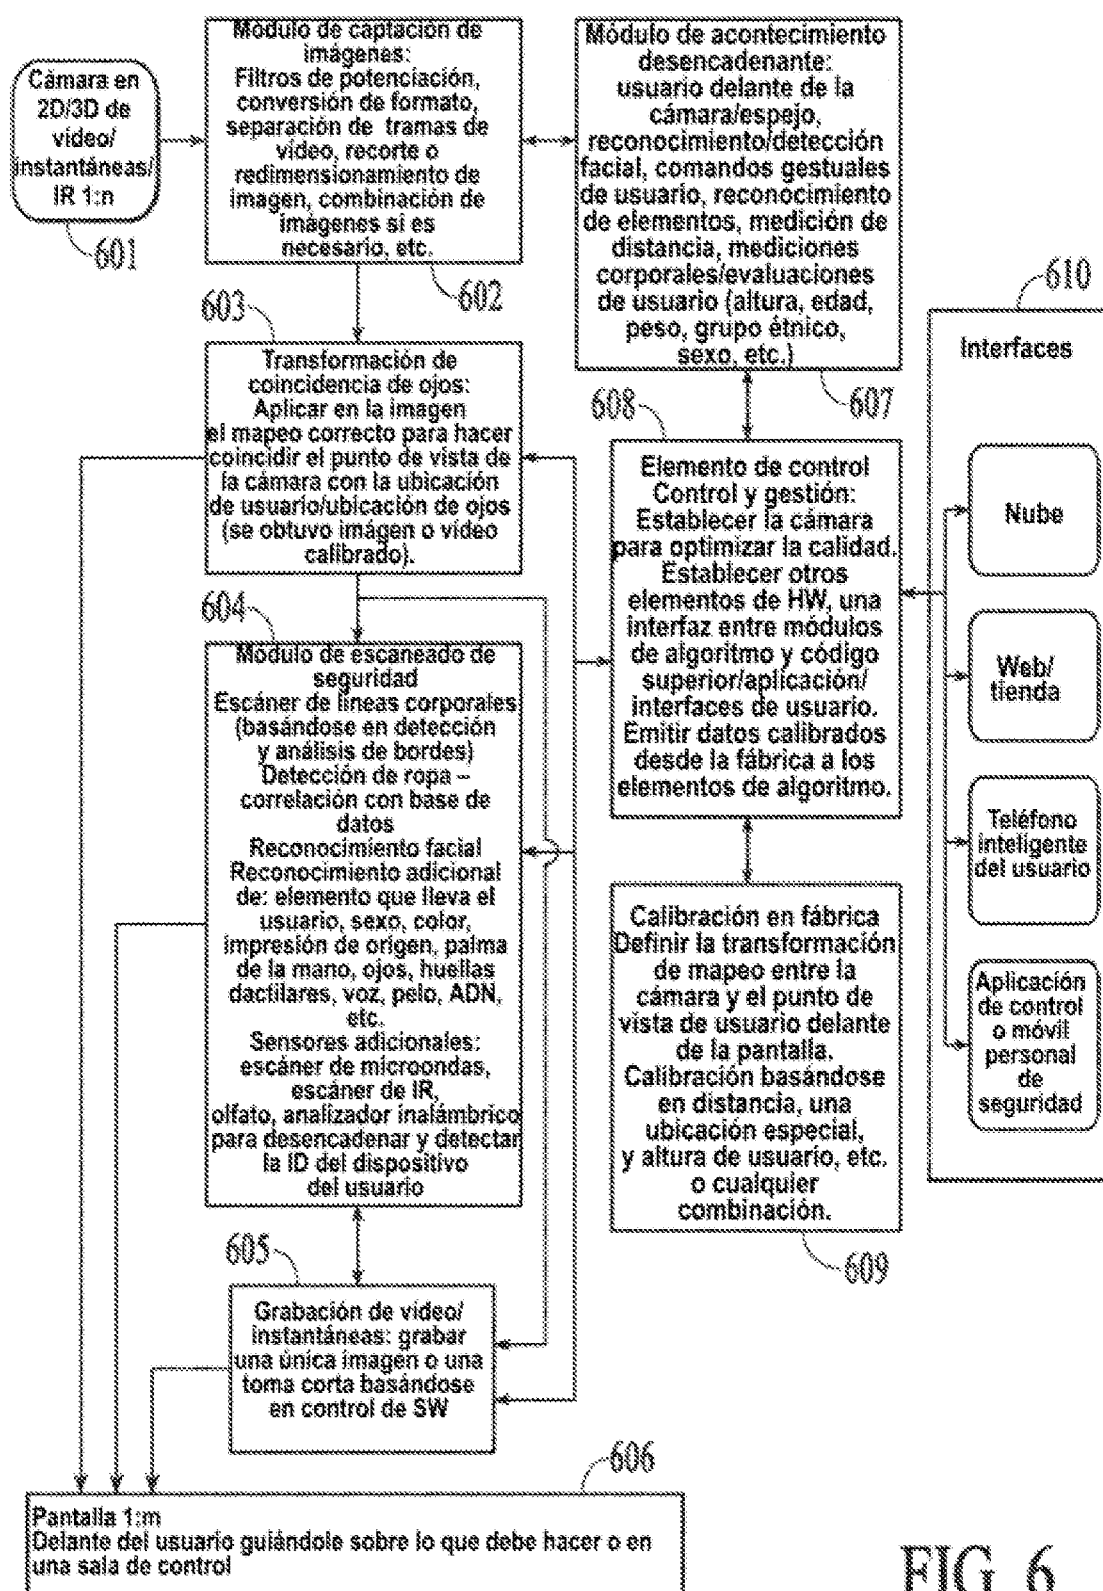 Cámara en
2D/3D de
vídeo/
instantáneas/
IR 1:n
601
Módulo de captación de
imágenes:
Filtros de potenciación,
conversión de formato,
separación de tramas de
vídeo, recorte o
redimensionamiento de
imagen, combinación de
imágenes si es
necesario, etc.
602
Módulo de acontecimiento
desencadenante:
usuario delante de la
cámara/espejo,
reconocimiento/detección
facial, comandos gestuales
de usuario, reconocimiento
de elementos, medición de
distancia, mediciones
corporales/evaluaciones
de usuario (altura, edad,
peso, grupo étnico,
sexo, etc.)
607
603
Transformación de
coincidencia de ojos:
Aplicar en la imagen
el mapeo correcto para hacer
coincidir el punto de vista de
la cámara con la ubicación
de usuario/ubicación de ojos
(se obtuvo imágen o vídeo
calibrado).
604
Módulo de escaneado de
seguridad
Escáner de líneas corporales
(basándose en detección
y análisis de bordes)
Detección de ropa –
correlación con base de
datos
Reconocimiento facial
Reconocimiento adicional
de: elemento que lleva el
usuario, sexo, color,
impresión de origen, palma
de la mano, ojos, huellas
dactilares, voz, pelo, ADN,
etc.
Sensores adicionales:
escáner de microondas,
escáner de IR,
olfato, analizador inalámbrico
para desencadenar y detectar
la ID del dispositivo
del usuario
605
Grabación de vídeo/
instantáneas: grabar
una única imagen o una
toma corta basándose
en control de SW
608
Elemento de control
Control y gestión:
Establecer la cámara
para optimizar la calidad.
Establecer otros
elementos de HW, una
interfaz entre módulos
de algoritmo y código
superior/aplicación/
interfaces de usuario.
Emitir datos calibrados
desde la fábrica a los
elementos de algoritmo.
Calibración en fábrica
Definir la transformación
de mapeo entre la
cámara y el punto de
vista de usuario delante
de la pantalla.
Calibración basándose
en distancia, una
ubicación especial,
y altura de usuario, etc.
o cualquier
combinación.
609
610
Interfaces
Nube
Web/
tienda
Teléfono
inteligente
del usuario
Aplicación
de control
o móvil
personal
de
seguridad
606
Pantalla 1:m
Delante del usuario guiándole sobre lo que debe hacer o en
una sala de control
FIG. 6